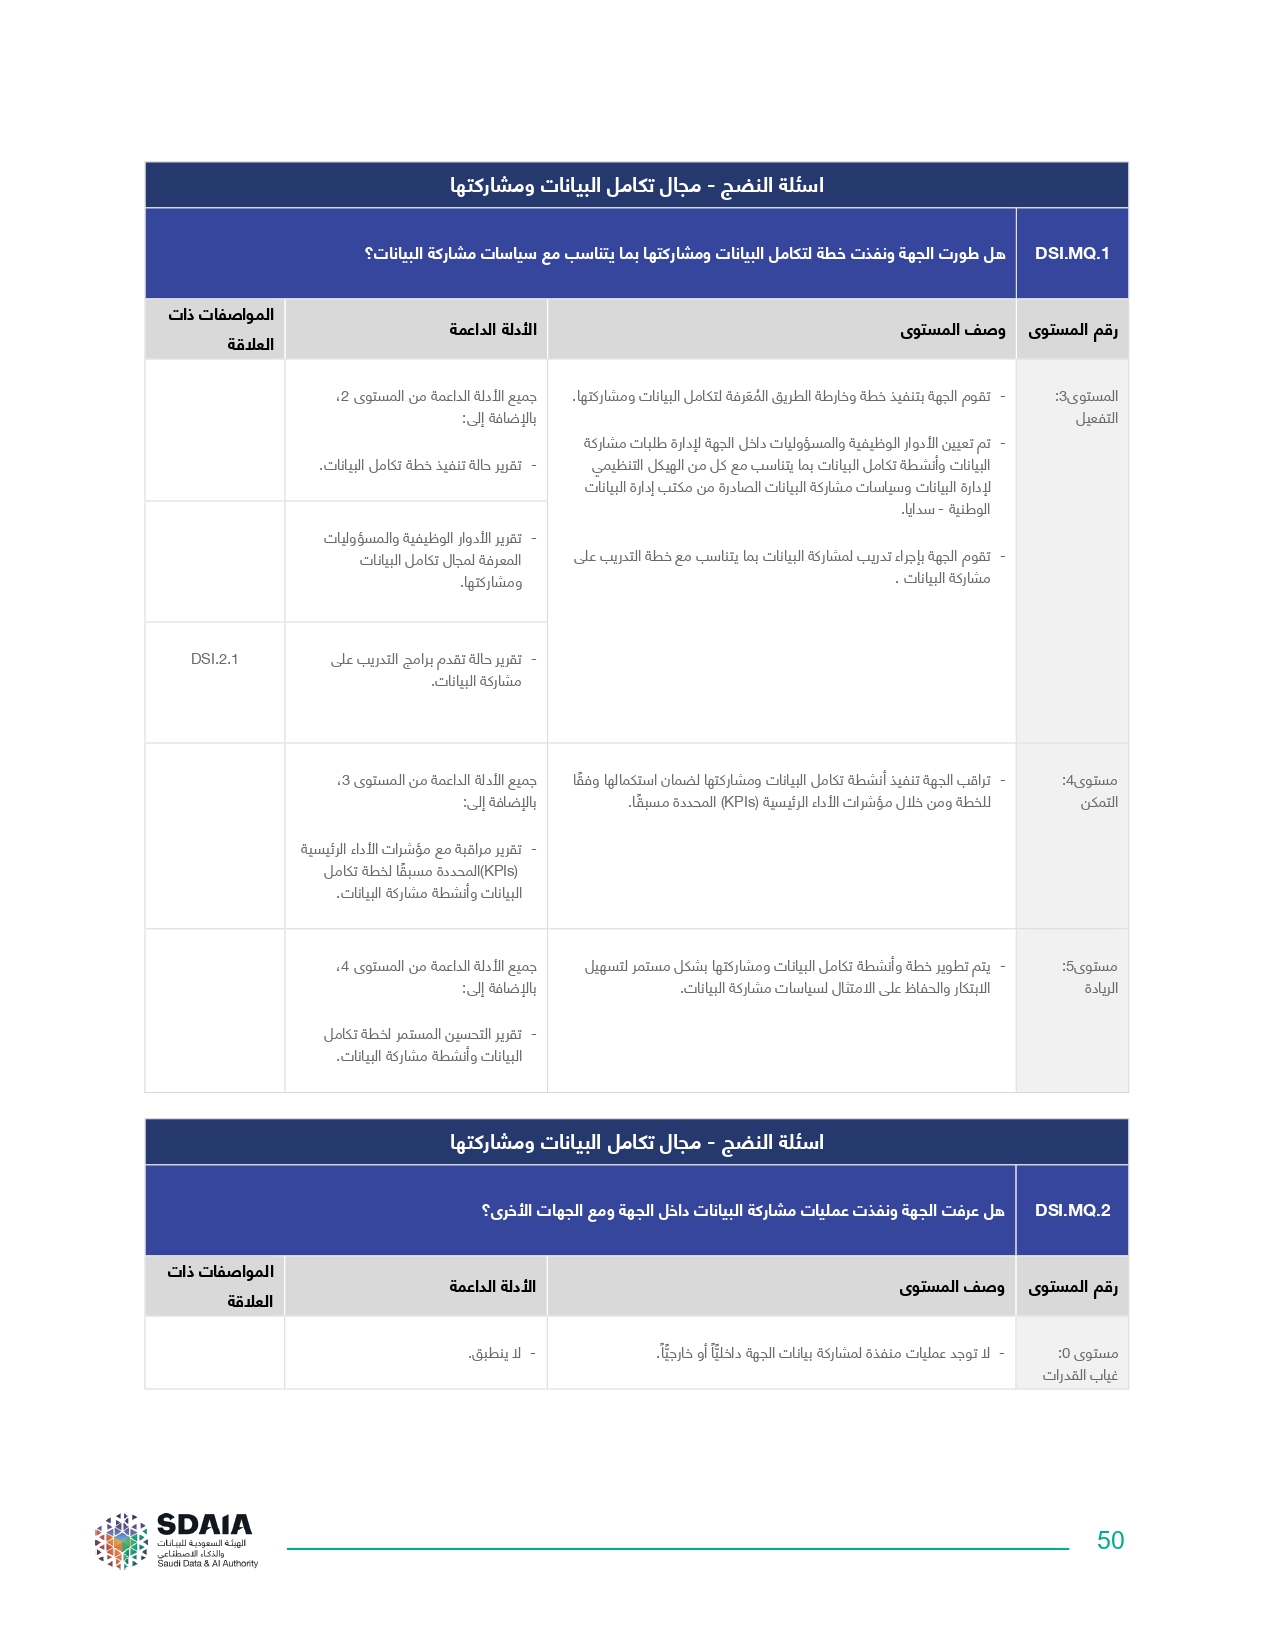 اسئلة النضج - مجال تكامل البيانات ومشاركتها
DSI.MQ.1
هل طورت الجهة ونفذت خطة لتكامل البيانات ومشاركتها بما يتناسب مع سياسات مشاركة البيانات؟
رقم المستوى
وصف المستوى
الأدلة الداعمة
المواصفات ذات
العلاقة
المستوى3:
التفعيل
- تقوم الجهة بتنفيذ خطة وخارطة الطريق المُعَرفة لتكامل البيانات ومشاركتها.
- تم تعيين الأدوار الوظيفية والمسؤوليات داخل الجهة لإدارة طلبات مشاركة
البيانات وأنشطة تكامل البيانات بما يتناسب مع كل من الهيكل التنظيمي
لإدارة البيانات وسياسات مشاركة البيانات الصادرة من مكتب إدارة البيانات
الوطنية - سدايا.
- تقوم الجهة بإجراء تدريب لمشاركة البيانات بما يتناسب مع خطة التدريب على
مشاركة البيانات .
جميع الأدلة الداعمة من المستوى 2،
بالإضافة إلى:
- تقرير حالة تنفيذ خطة تكامل البيانات.
- تقرير الأدوار الوظيفية والمسؤوليات
المعرفة لمجال تكامل البيانات
ومشاركتها.
- تقرير حالة تقدم برامج التدريب على
مشاركة البيانات.
DSI.2.1
مستوى4:
التمكن
- تراقب الجهة تنفيذ أنشطة تكامل البيانات ومشاركتها لضمان استكمالها وفقًا
للخطة ومن خلال مؤشرات الأداء الرئيسية (KPIs) المحددة مسبقًا.
جميع الأدلة الداعمة من المستوى 3،
بالإضافة إلى:
- تقرير مراقبة مع مؤشرات الأداء الرئيسية
(KPIs)المحددة مسبقًا لخطة تكامل
البيانات وأنشطة مشاركة البيانات.
مستوى5:
الريادة
- يتم تطوير خطة وأنشطة تكامل البيانات ومشاركتها بشكل مستمر لتسهيل
الابتكار والحفاظ على الامتثال لسياسات مشاركة البيانات.
جميع الأدلة الداعمة من المستوى 4،
بالإضافة إلى:
- تقرير التحسين المستمر لخطة تكامل
البيانات وأنشطة مشاركة البيانات.
اسئلة النضج - مجال تكامل البيانات ومشاركتها
DSI.MQ.2
هل عرفت الجهة ونفذت عمليات مشاركة البيانات داخل الجهة ومع الجهات الأخرى؟
رقم المستوى
وصف المستوى
الأدلة الداعمة
المواصفات ذات
العلاقة
مستوى 0:
غياب القدرات
- لا توجد عمليات منفذة لمشاركة بيانات الجهة داخليًّاً أو خارجيًّاً.
- لا ينطبق.
SDAIA
الهيئة السعودية للبيانات
والذكاء الاصطناعي
Saudi Data & AI Authority
50